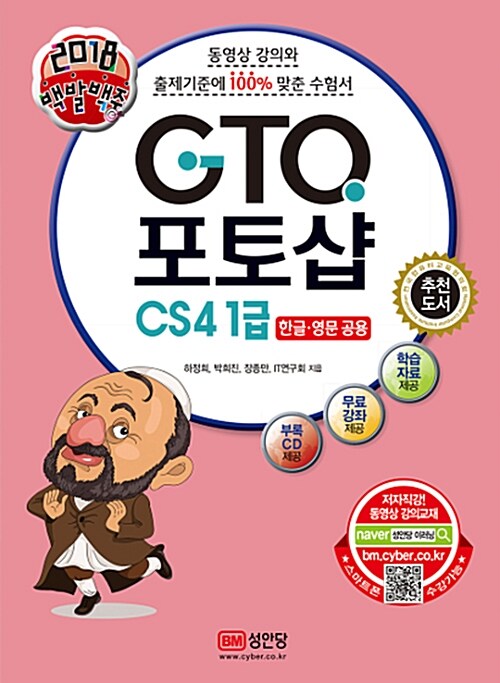 2018
백발백중
동영상 강의와
출제기준에 100% 맞춘 수험서
GTQ
포토샵
CS4 1급 한글·영문 공용
하정희, 박희진, 장종만, IT연구회 지음
추천
도서
학습
자료
제공
무료
강좌
제공
부록
CD
제공
저자직강!
동영상 강의교재
naver 성안당 이러닝
bm.cyber.co.kr
★스마트폰 수강가능★
BM 성안당
www.cyber.co.kr